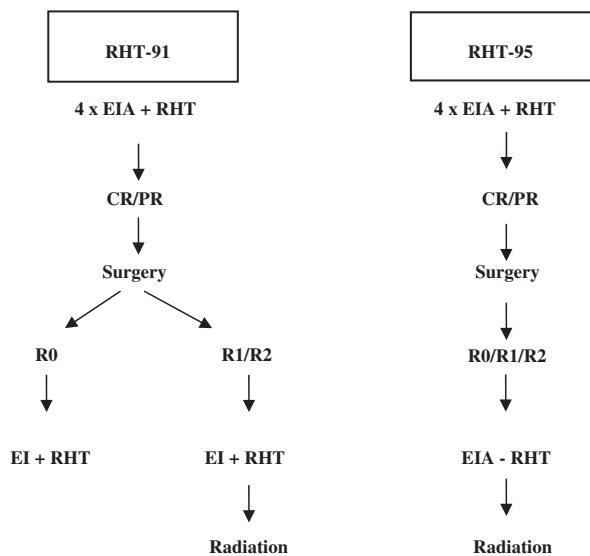 RHT-91
4 x EIA + RHT
CR/PR
Surgery
R0
R1/R2
EI + RHT
EI + RHT
Radiation
RHT-95
4 x EIA + RHT
CR/PR
Surgery
R0/R1/R2
EIA - RHT
Radiation